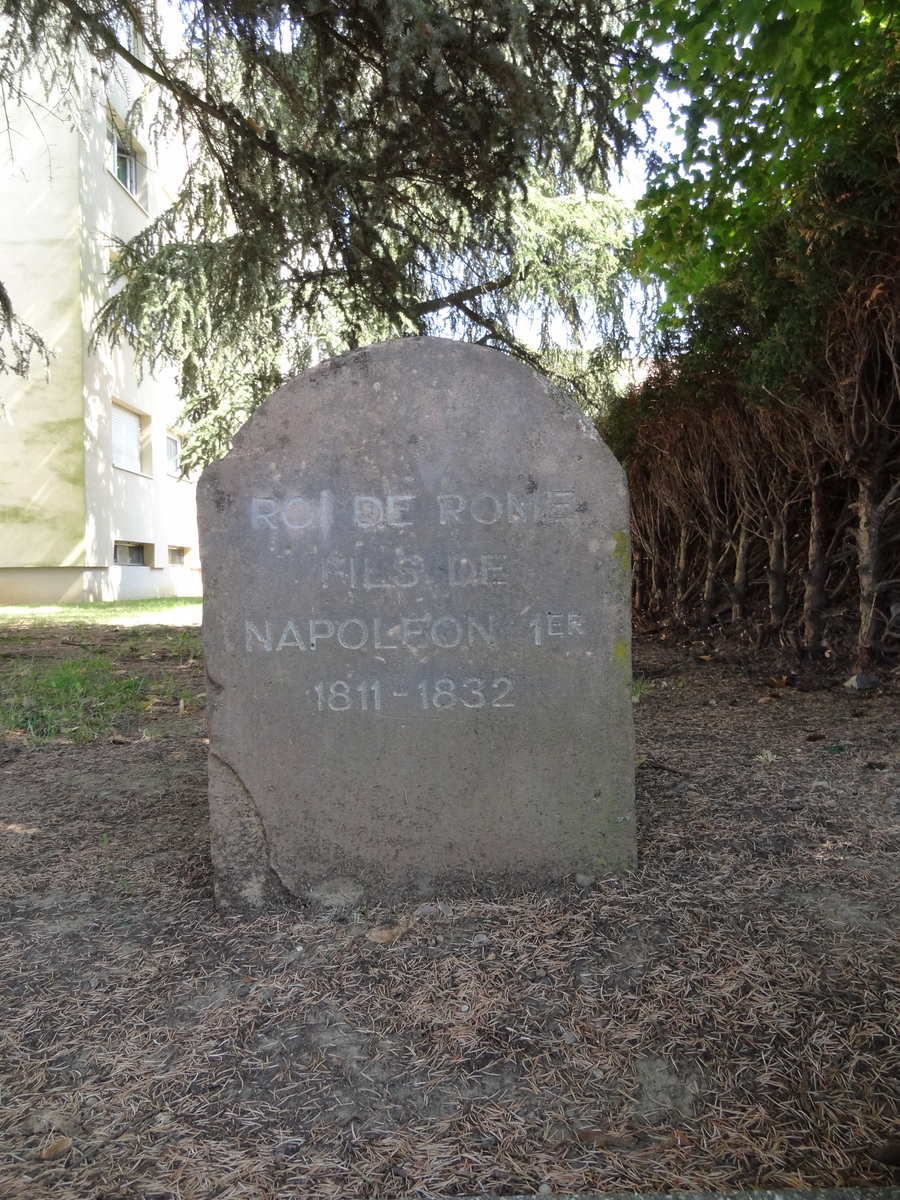 ROI DE ROME
FILS DE
NAPOLEON 1ER
1811-1832